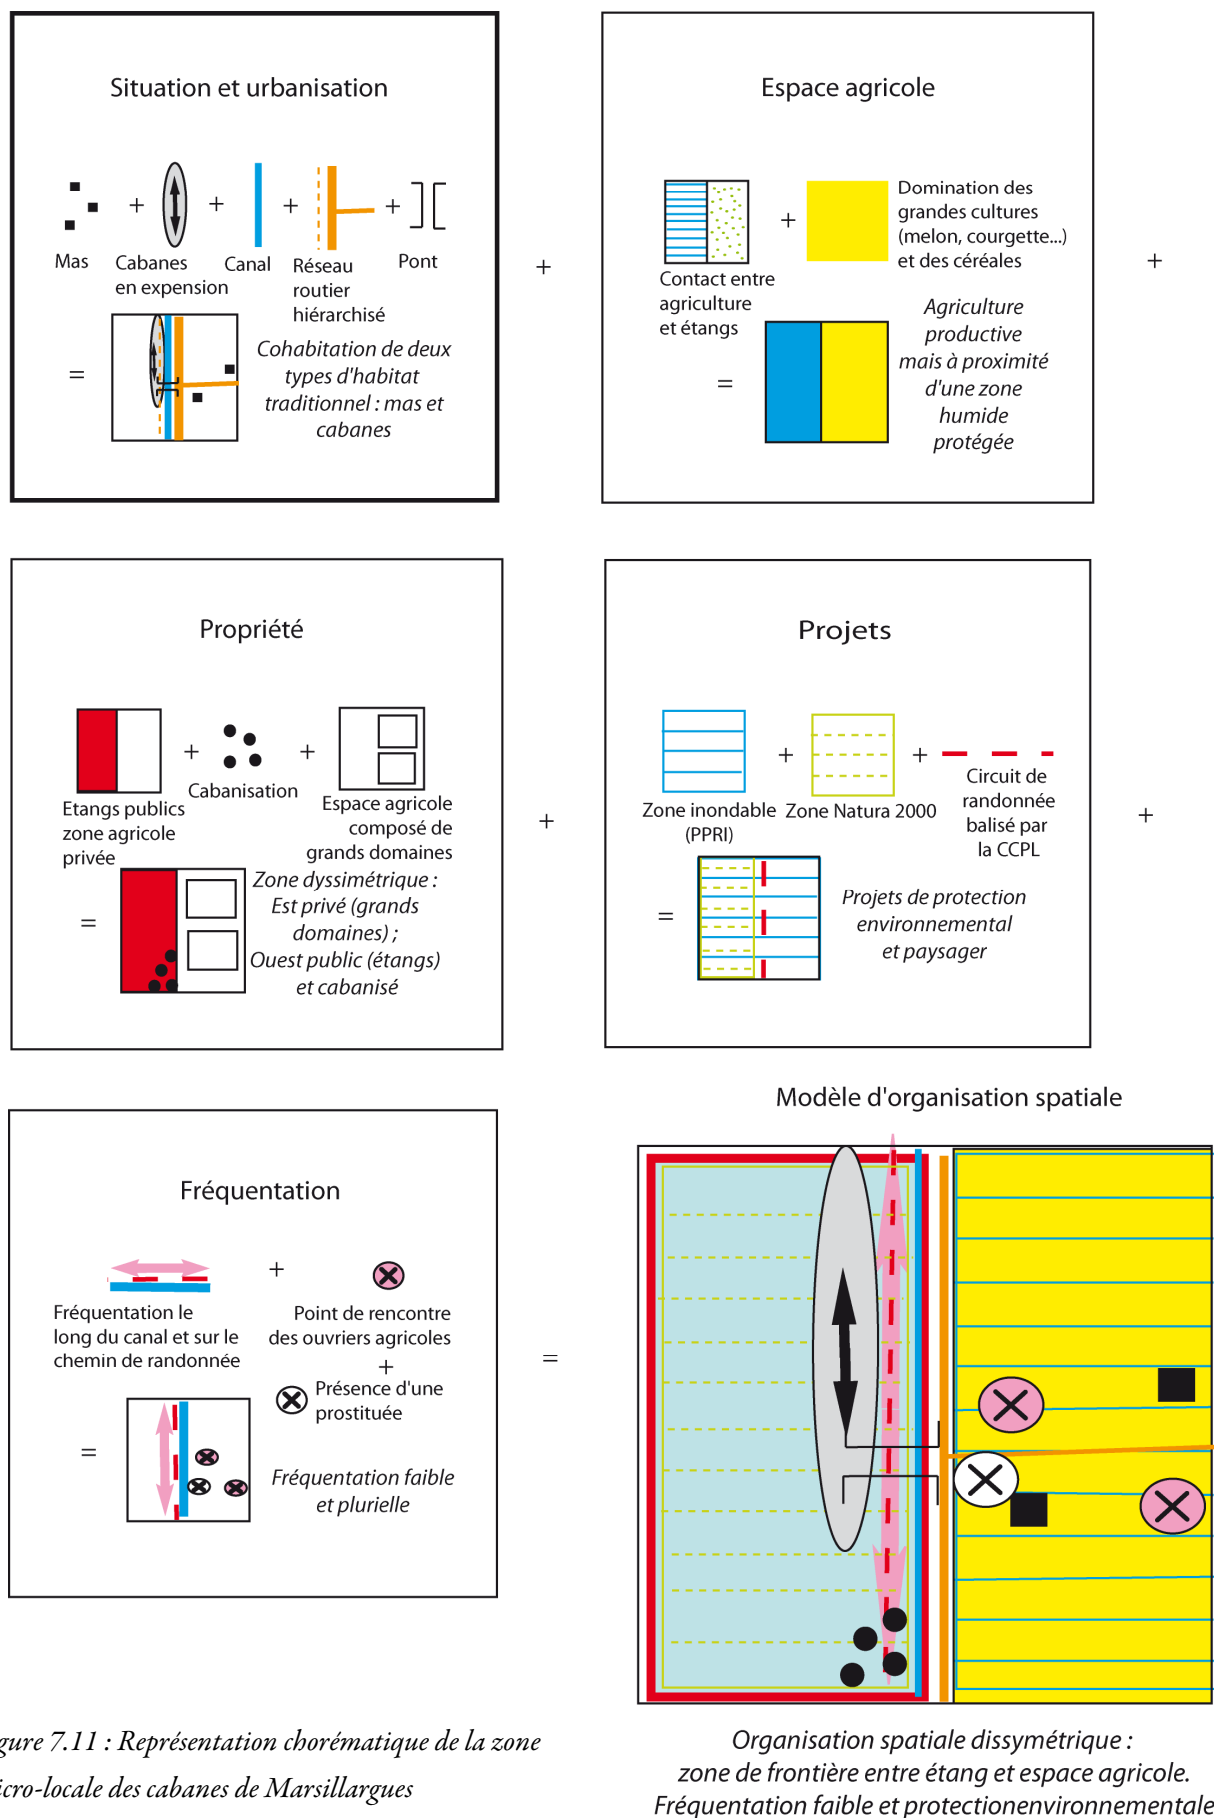 Situation et urbanisation
+
+
+
+
Mas
Cabanes
en expension
Canal
Réseau
routier
hiérarchisé
Pont
=
Cohabitation de deux
types d'habitat
traditionnel : mas et
cabanes
+
Espace agricole
+
Contact entre
agriculture
et étangs
Domination des
grandes cultures
(melon, courgette...)
et des céréales
=
Agriculture
productive
mais à proximité
d'une zone
humide
protégée
+
Propriété
+
+
Etangs publics
zone agricole
privée
Cabanisation
Espace agricole
composé de
grands domaines
=
Zone dyssimétrique :
Est privé (grands
domaines) ;
Ouest public (étangs)
et cabanisé
+
Projets
+
+
Zone inondable
(PPRI)
Zone Natura 2000
Circuit de
randonnée
balisé par
la CCPL
=
Projets de protection
environnemental
et paysager
+
Fréquentation
+
Fréquentation le
long du canal et sur le
chemin de randonnée
Point de rencontre
des ouvriers agricoles
+
Présence d'une
prostituée
=
Fréquentation faible
et plurielle
=
Modèle d'organisation spatiale
Organisation spatiale dissymétrique :
zone de frontière entre étang et espace agricole.
Fréquentation faible et protectionenvironnementale
gure 7.11 : Représentation chorématique de la zone
icro-locale des cabanes de Marsillargues